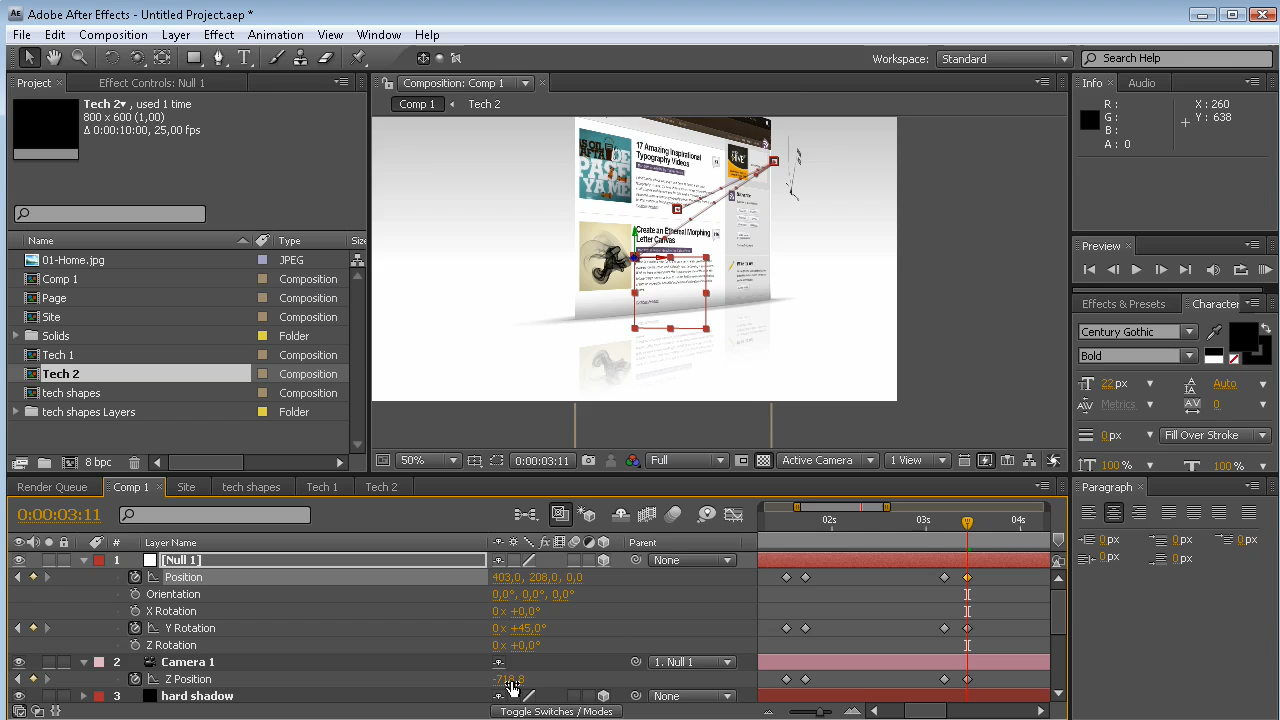 Adobe After Effects - Untitled Project.aep *
File Edit Composition Layer Effect Animation View Window Help
Workspace: Standard Search Help
Project Effect Controls: Null 1
Composition: Comp 1
Info Audio
Tech 2▾ , used 1 time
800 x 600 (1,00)
Δ 0:00:10:00, 25,00 fps
Comp 1 Tech 2
R :
G :
B :
A : 0
X : 260
Y : 638
17 Amazing Inspirational
Typography Videos
Create an Ethereal Morphing
Letter Canvas
Name Type Size
01-Home.jpg JPEG
Comp 1 Composition
Composition
Site Composition
Solids Folder
Tech 1 Composition
Tech 2 Composition
tech shapes Composition
tech shapes Layers Folder
8 bpc
Preview
Effects & Presets Character
Century Gothic
Bold
22 px Auto
Metrics 0
0 px Fill Over Stroke
100 % 100 %
50% 0:00:03:11 Full Active Camera 1 View
Render Queue Comp 1 Site tech shapes Tech 1 Tech 2
Paragraph
0:00:03:11
02s 03s 04s
# Layer Name Parent
1 [Null 1] None
Position 403,0, 208,0, 0,0
Orientation 0,0°, 0,0°, 0,0°
X Rotation 0 x +0,0°
Y Rotation 0 x +45,0°
Z Rotation 0 x +0,0°
2 Camera 1 1. Null 1
Z Position
3 hard shadow None
Toggle Switches / Modes
0 px 0 px
0 px 0 px
0 px